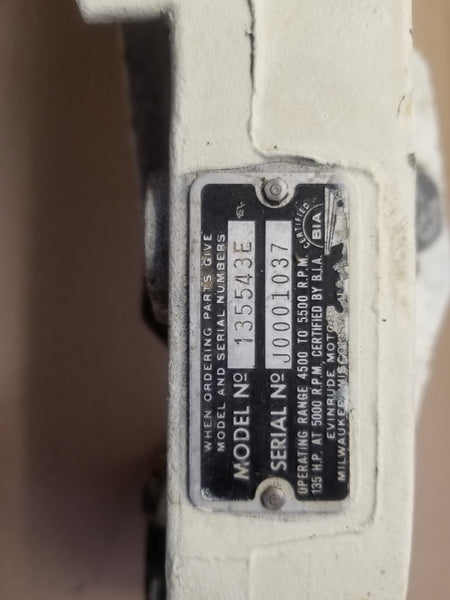 WHEN ORDERING PARTS GIVE
MODEL AND SERIAL NUMBERS
MODEL Nº 135543E
SERIAL Nº J0001037
CERTIFIED
BIA
OPERATING RANGE 4500 TO 5500 R.P.M.
135 H.P. AT 5000 R.P.M. CERTIFIED BY B.I.A.
EVINRUDE MOTORS
MILWAUKEE, WISCONSIN